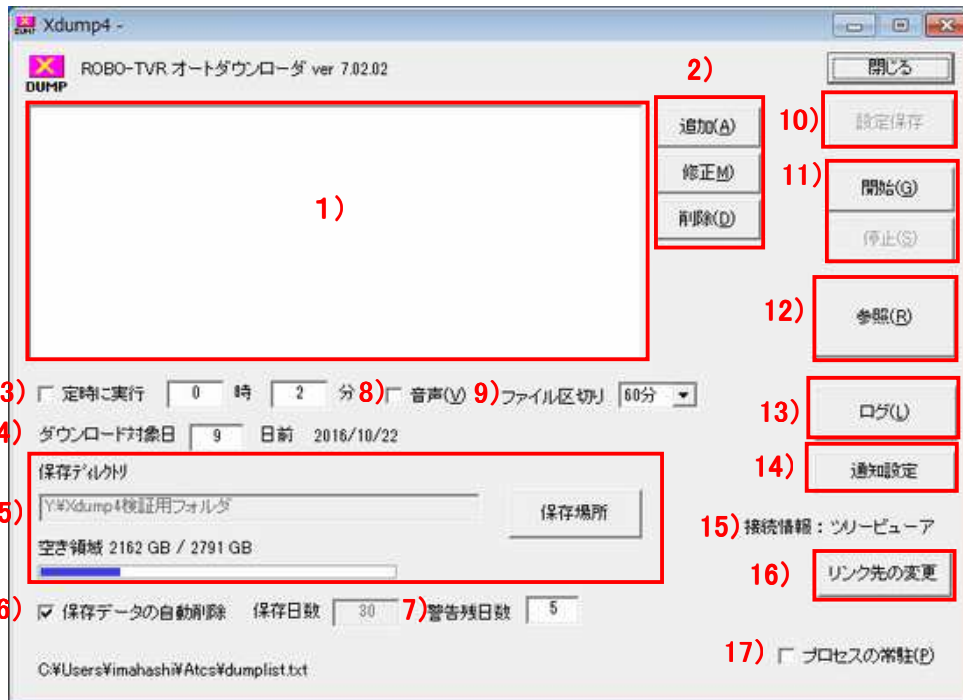 Xdump4 -
DUMP
ROBO-TVR オートダウンローダ ver 7.02.02
2)
閉じる
追加(A)
10)
設定保存
修正M)
11)
開始(G)
1)
削除(D)
停止(S)
12)
参照(R)
3)
定時に実行 0 時 2 分
8)
音声(V)
9)
ファイル区切り 60分
13)
ログ(L)
4)
ダウンロード対象日 9 日前 2016/10/22
14)
通知設定
保存ディレクトリ
5)
Y:¥Xdump4検証用フォルダ
保存場所
15)
接続情報：ツリービューア
空き領域 2162 GB / 2791 GB
16)
リンク先の変更
6)
保存データの自動削除 保存日数 30
7)
警告残日数 5
17)
プロセスの常駐(P)
C:¥Users¥imahashi¥Atcs¥dumplist.txt